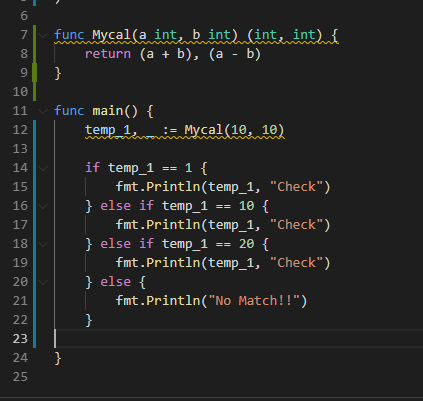 6
7 func Mycal(a int, b int) (int, int) {
8     return (a + b), (a - b)
9 }
10
11 func main() {
12     temp_1, _ := Mycal(10, 10)
13
14     if temp_1 == 1 {
15         fmt.Println(temp_1, "Check")
16     } else if temp_1 == 10 {
17         fmt.Println(temp_1, "Check")
18     } else if temp_1 == 20 {
19         fmt.Println(temp_1, "Check")
20     } else {
21         fmt.Println("No Match!!")
22     }
23
24 }
25